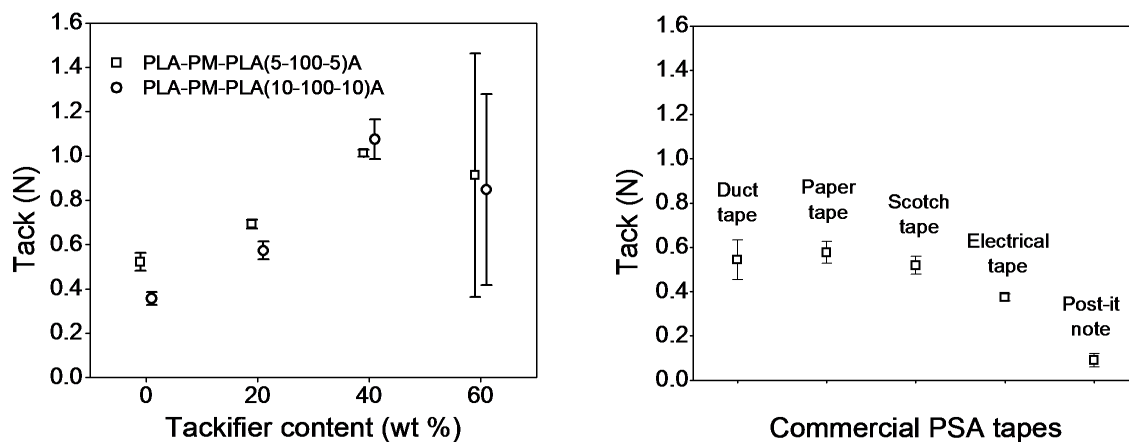 1.6
1.4
1.2
1.0
0.8
0.6
0.4
0.2
0.0
Tack (N)
PLA-PM-PLA(5-100-5)A
PLA-PM-PLA(10-100-10)A
0 20 40 60
Tackifier content (wt %)
1.6
1.4
1.2
1.0
0.8
0.6
0.4
0.2
0.0
Tack (N)
Duct
tape
Paper
tape
Scotch
tape
Electrical
tape
Post-it
note
Commercial PSA tapes